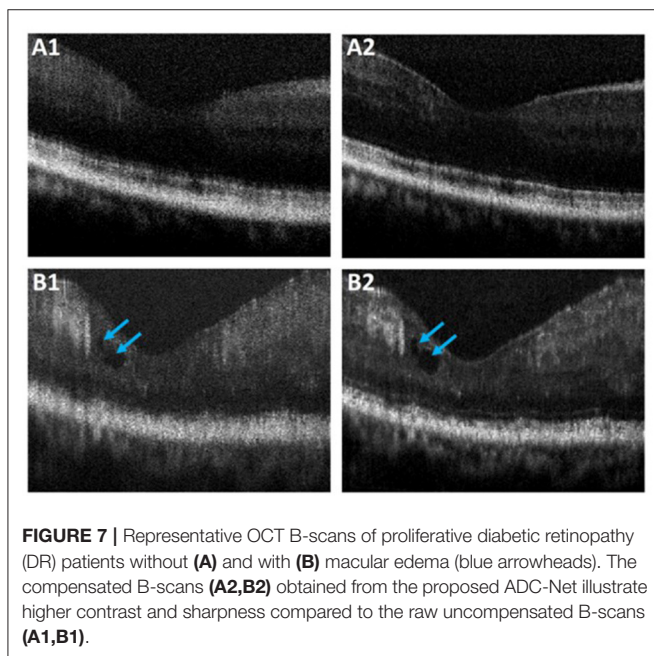 A1
A2
B1
B2
FIGURE 7 | Representative OCT B-scans of proliferative diabetic retinopathy
(DR) patients without (A) and with (B) macular edema (blue arrowheads). The
compensated B-scans (A2,B2) obtained from the proposed ADC-Net illustrate
higher contrast and sharpness compared to the raw uncompensated B-scans
(A1,B1).